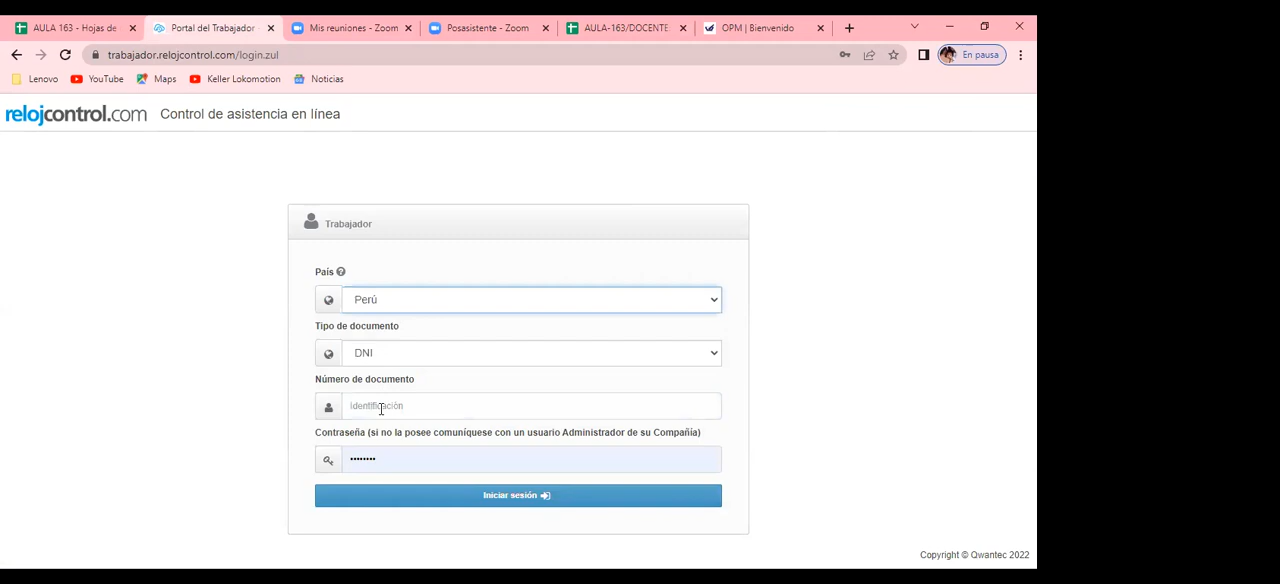 AULA 163 - Hojas de
Portal del Trabajador
Mis reuniones - Zoom
Posasistente - Zoom
AULA-163/DOCENTE
OPM | Bienvenido
trabajador.relojcontrol.com/login.zul
En pausa
Lenovo
YouTube
Maps
Keller Lokomotion
Noticias
relojcontrol.com
Control de asistencia en línea
Trabajador
País
Perú
Tipo de documento
DNI
Número de documento
Identificación
Contraseña (si no la posee comuníquese con un usuario Administrador de su Compañía)
••••••••
Iniciar sesión
Copyright © Qwantec 2022